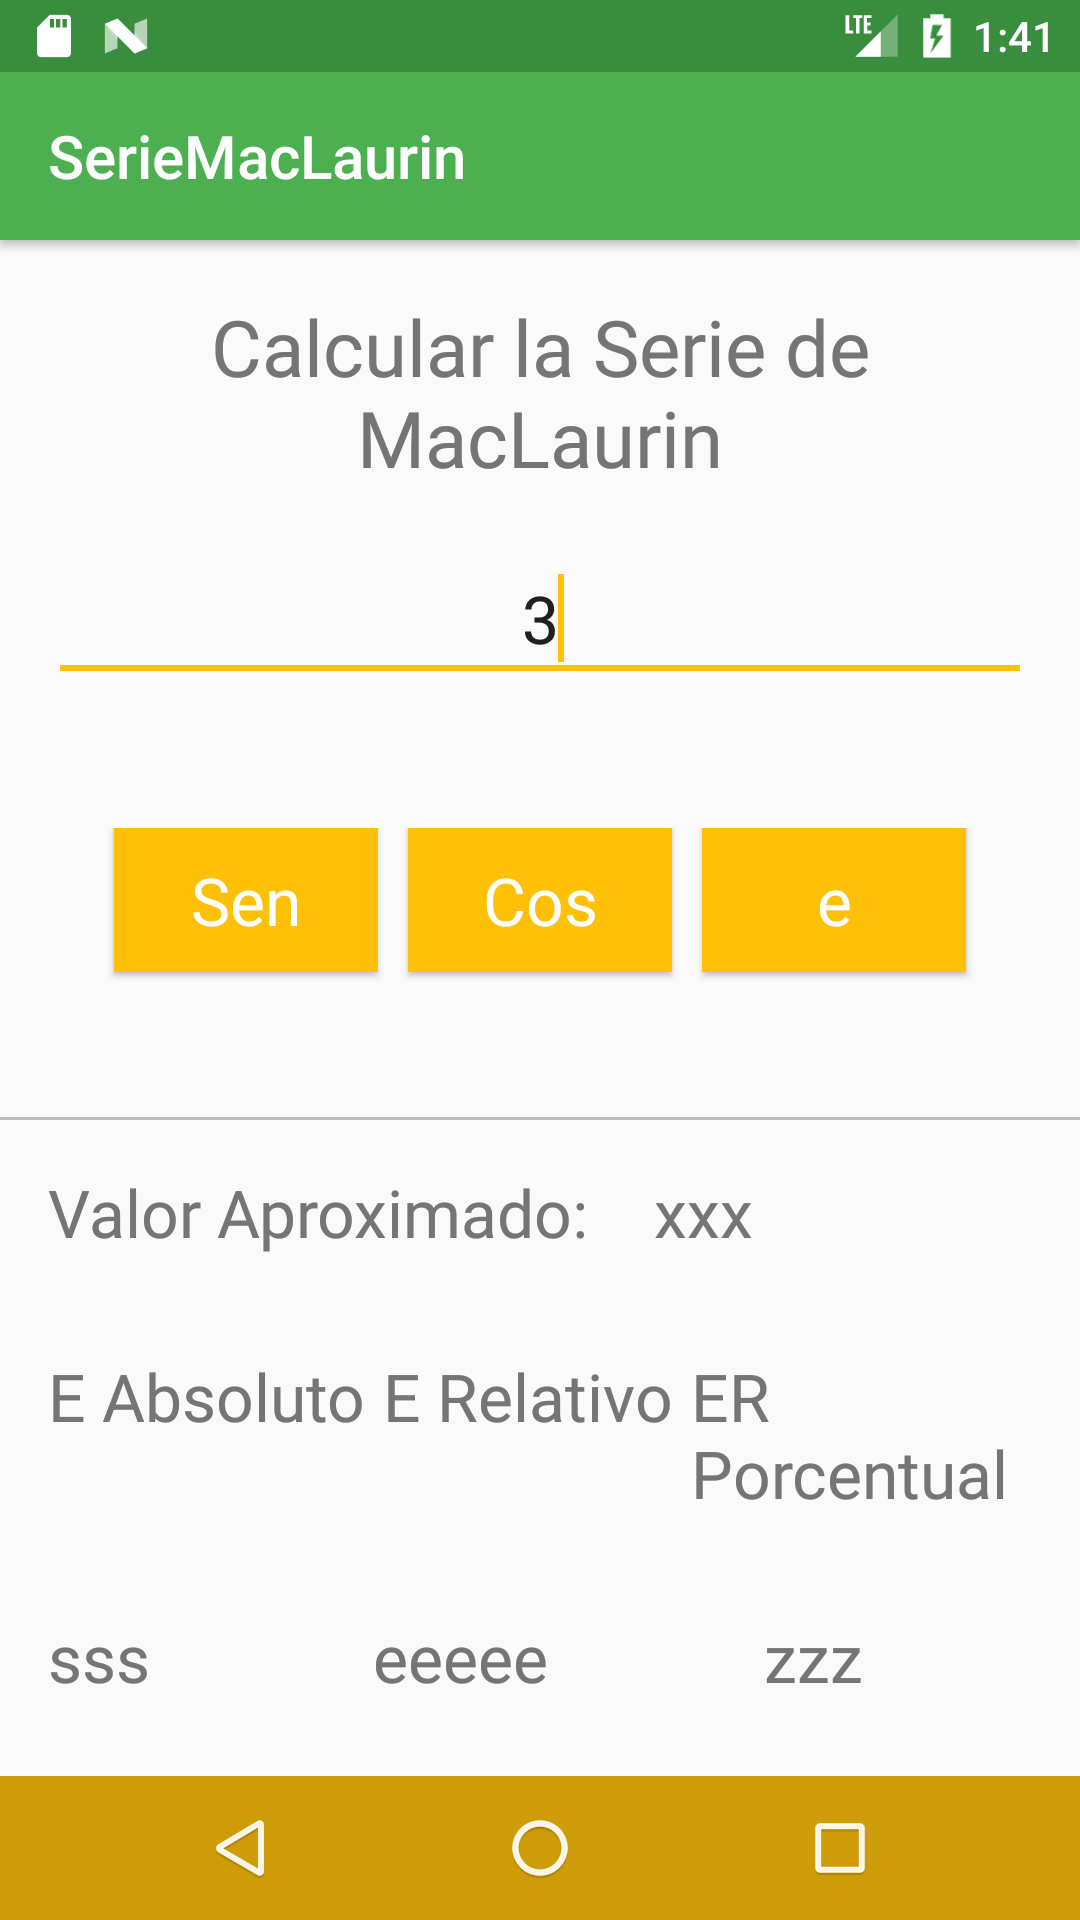 LTE 1:41
SerieMacLaurin
Calcular la Serie de
MacLaurin
3
Sen Cos e
Valor Aproximado: xxx
E Absoluto E Relativo ER
Porcentual
sss eeeee zzz